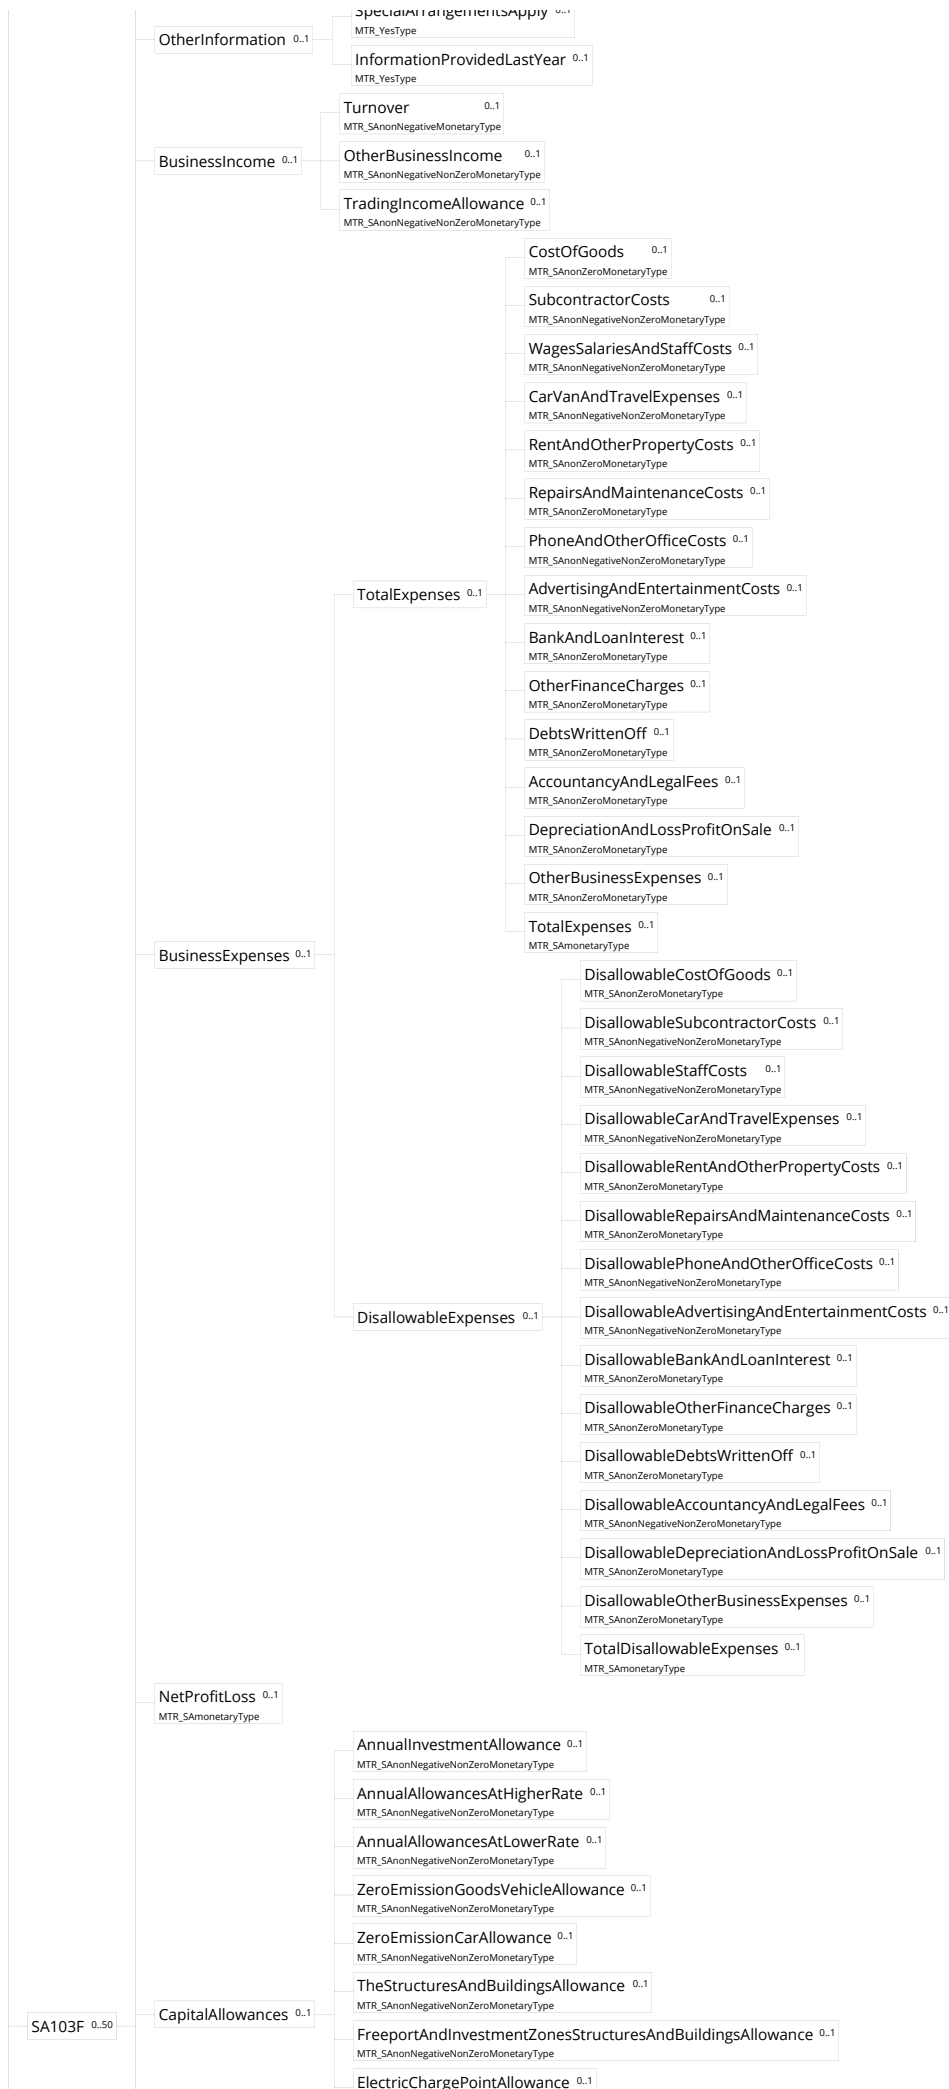 SpecialArrangementsApply 0..1
MTR_YesType
OtherInformation 0..1
InformationProvidedLastYear 0..1
MTR_YesType
Turnover 0..1
MTR_SAnonNegativeMonetaryType
BusinessIncome 0..1
OtherBusinessIncome 0..1
MTR_SAnonNegativeNonZeroMonetaryType
TradingIncomeAllowance 0..1
MTR_SAnonNegativeNonZeroMonetaryType
CostOfGoods 0..1
MTR_SAnonZeroMonetaryType
SubcontractorCosts 0..1
MTR_SAnonNegativeNonZeroMonetaryType
WagesSalariesAndStaffCosts 0..1
MTR_SAnonNegativeNonZeroMonetaryType
CarVanAndTravelExpenses 0..1
MTR_SAnonNegativeNonZeroMonetaryType
RentAndOtherPropertyCosts 0..1
MTR_SAnonZeroMonetaryType
RepairsAndMaintenanceCosts 0..1
MTR_SAnonZeroMonetaryType
PhoneAndOtherOfficeCosts 0..1
MTR_SAnonNegativeNonZeroMonetaryType
TotalExpenses 0..1
AdvertisingAndEntertainmentCosts 0..1
MTR_SAnonNegativeNonZeroMonetaryType
BankAndLoanInterest 0..1
MTR_SAnonZeroMonetaryType
OtherFinanceCharges 0..1
MTR_SAnonZeroMonetaryType
DebtsWrittenOff 0..1
MTR_SAnonZeroMonetaryType
AccountancyAndLegalFees 0..1
MTR_SAnonZeroMonetaryType
DepreciationAndLossProfitOnSale 0..1
MTR_SAnonZeroMonetaryType
OtherBusinessExpenses 0..1
MTR_SAnonZeroMonetaryType
TotalExpenses 0..1
MTR_SAmonetaryType
BusinessExpenses 0..1
DisallowableCostOfGoods 0..1
MTR_SAnonZeroMonetaryType
DisallowableSubcontractorCosts 0..1
MTR_SAnonNegativeNonZeroMonetaryType
DisallowableStaffCosts 0..1
MTR_SAnonNegativeNonZeroMonetaryType
DisallowableCarAndTravelExpenses 0..1
MTR_SAnonNegativeNonZeroMonetaryType
DisallowableRentAndOtherPropertyCosts 0..1
MTR_SAnonZeroMonetaryType
DisallowableRepairsAndMaintenanceCosts 0..1
MTR_SAnonZeroMonetaryType
DisallowablePhoneAndOtherOfficeCosts 0..1
MTR_SAnonNegativeNonZeroMonetaryType
DisallowableExpenses 0..1
DisallowableAdvertisingAndEntertainmentCosts 0..1
MTR_SAnonNegativeNonZeroMonetaryType
DisallowableBankAndLoanInterest 0..1
MTR_SAnonZeroMonetaryType
DisallowableOtherFinanceCharges 0..1
MTR_SAnonZeroMonetaryType
DisallowableDebtsWrittenOff 0..1
MTR_SAnonZeroMonetaryType
DisallowableAccountancyAndLegalFees 0..1
MTR_SAnonNegativeNonZeroMonetaryType
DisallowableDepreciationAndLossProfitOnSale 0..1
MTR_SAnonZeroMonetaryType
DisallowableOtherBusinessExpenses 0..1
MTR_SAnonZeroMonetaryType
TotalDisallowableExpenses 0..1
MTR_SAmonetaryType
NetProfitLoss 0..1
MTR_SAmonetaryType
AnnualInvestmentAllowance 0..1
MTR_SAnonNegativeNonZeroMonetaryType
AnnualAllowancesAtHigherRate 0..1
MTR_SAnonNegativeNonZeroMonetaryType
AnnualAllowancesAtLowerRate 0..1
MTR_SAnonNegativeNonZeroMonetaryType
ZeroEmissionGoodsVehicleAllowance 0..1
MTR_SAnonNegativeNonZeroMonetaryType
ZeroEmissionCarAllowance 0..1
MTR_SAnonNegativeNonZeroMonetaryType
TheStructuresAndBuildingsAllowance 0..1
MTR_SAnonNegativeNonZeroMonetaryType
CapitalAllowances 0..1
SA103F 0..50
FreeportAndInvestmentZonesStructuresAndBuildingsAllowance 0..1
MTR_SAnonNegativeNonZeroMonetaryType
ElectricChargePointAllowance 0..1